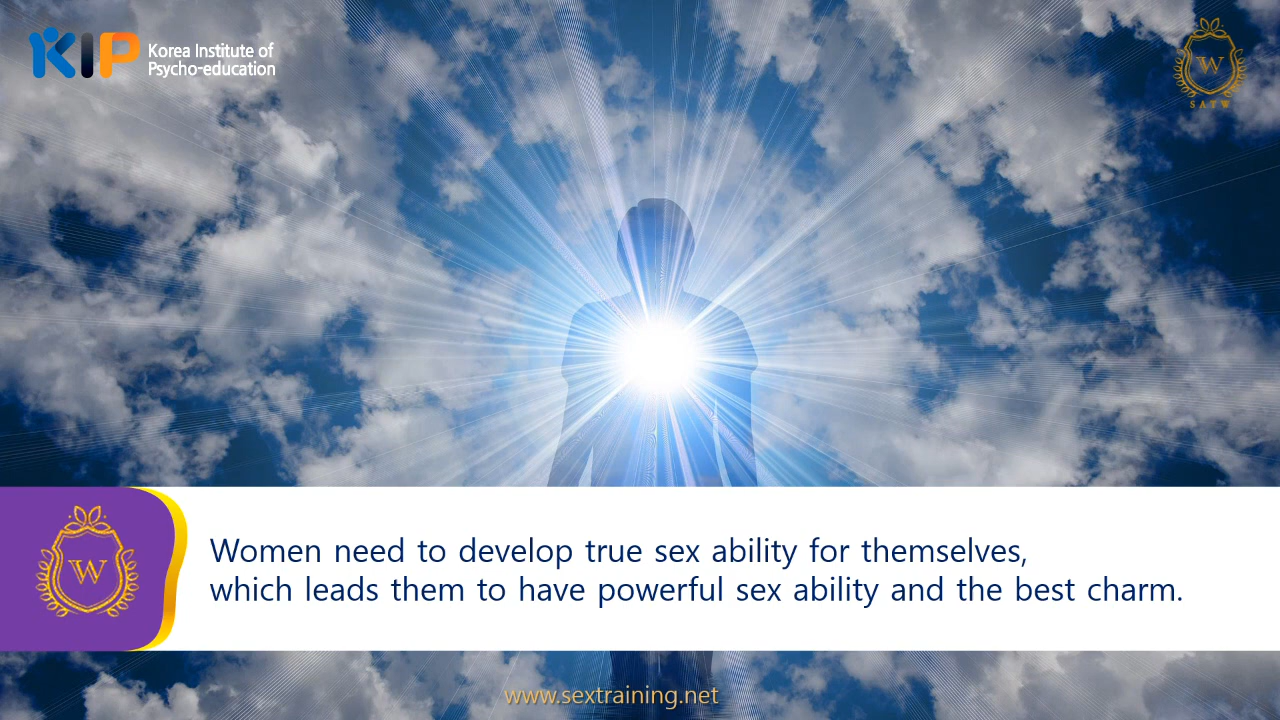 KIP
Korea Institute of
Psycho-education
W
SATW
W
Women need to develop true sex ability for themselves,
which leads them to have powerful sex ability and the best charm.
www.sextraining.net